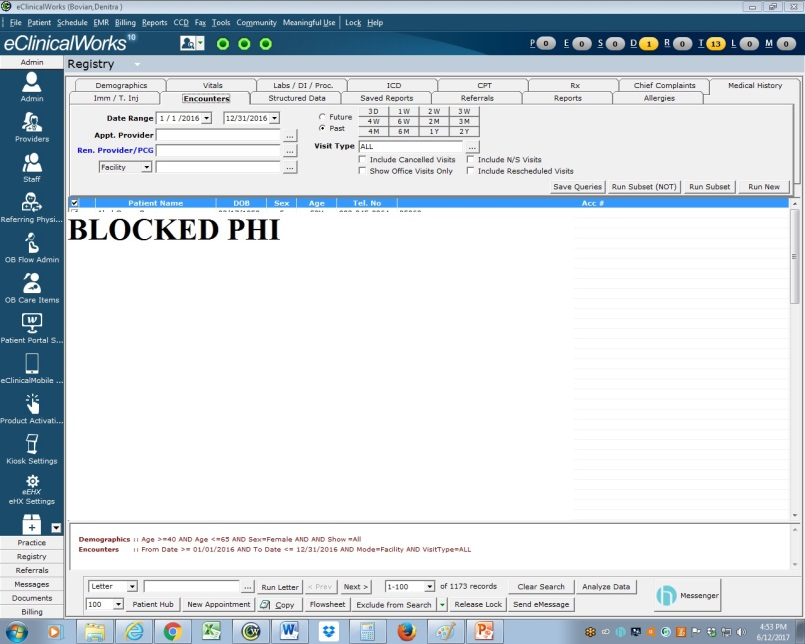 eClinicalWorks (Bovian,Denitra )
File Patient Schedule EMR Billing Reports CCD Fax Tools Community Meaningful Use Lock Help
eClinicalWorks 10
P 0 E 0 S 0 D 1 R 0 T 13 L 0 M 0
Admin
Registry
Admin
Providers
Staff
Referring Physi...
OB Flow Admin
OB Care Items
Patient Portal S...
eClinicalMobile ...
Product Activati...
Kiosk Settings
eEHX
eHX Settings
Practice
Registry
Referrals
Messages
Documents
Billing
Demographics Vitals Labs / DI / Proc. ICD CPT Rx Chief Complaints Medical History
Imm / T. Inj Encounters Structured Data Saved Reports Referrals Reports Allergies
Date Range 1 / 1 /2016 12/31/2016 Future Past
3D 1W 2W 3W
4W 6W 2M 3M
4M 6M 1Y 2Y
Appt. Provider ...
Ren. Provider/PCG ...
Facility ...
Visit Type ALL ...
Include Cancelled Visits Include N/S Visits
Show Office Visits Only Include Rescheduled Visits
Save Queries Run Subset (NOT) Run Subset Run New
Patient Name DOB Sex Age Tel. No Acc #
BLOCKED PHI
Demographics :: Age >=40 AND Age <=65 AND Sex=Female AND AND Show =All
Encounters :: From Date >= 01/01/2016 AND To Date <= 12/31/2016 AND Mode=Facility AND VisitType=ALL
Letter ... Run Letter < Prev Next > 1-100 of 1173 records Clear Search Analyze Data
100 Patient Hub New Appointment Copy Flowsheet Exclude from Search Release Lock Send eMessage
Messenger
4:53 PM
6/12/2017